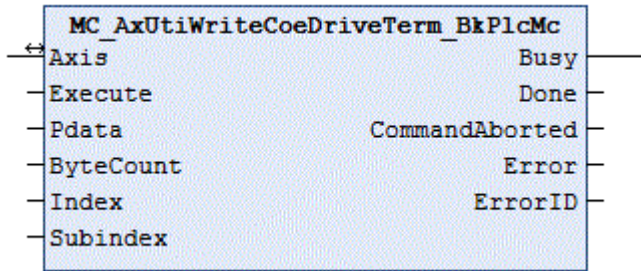 MC_AxUtiWriteCoeDriveTerm_BkPlcMc
Axis Busy
Execute Done
Pdata CommandAborted
ByteCount Error
Index ErrorID
Subindex